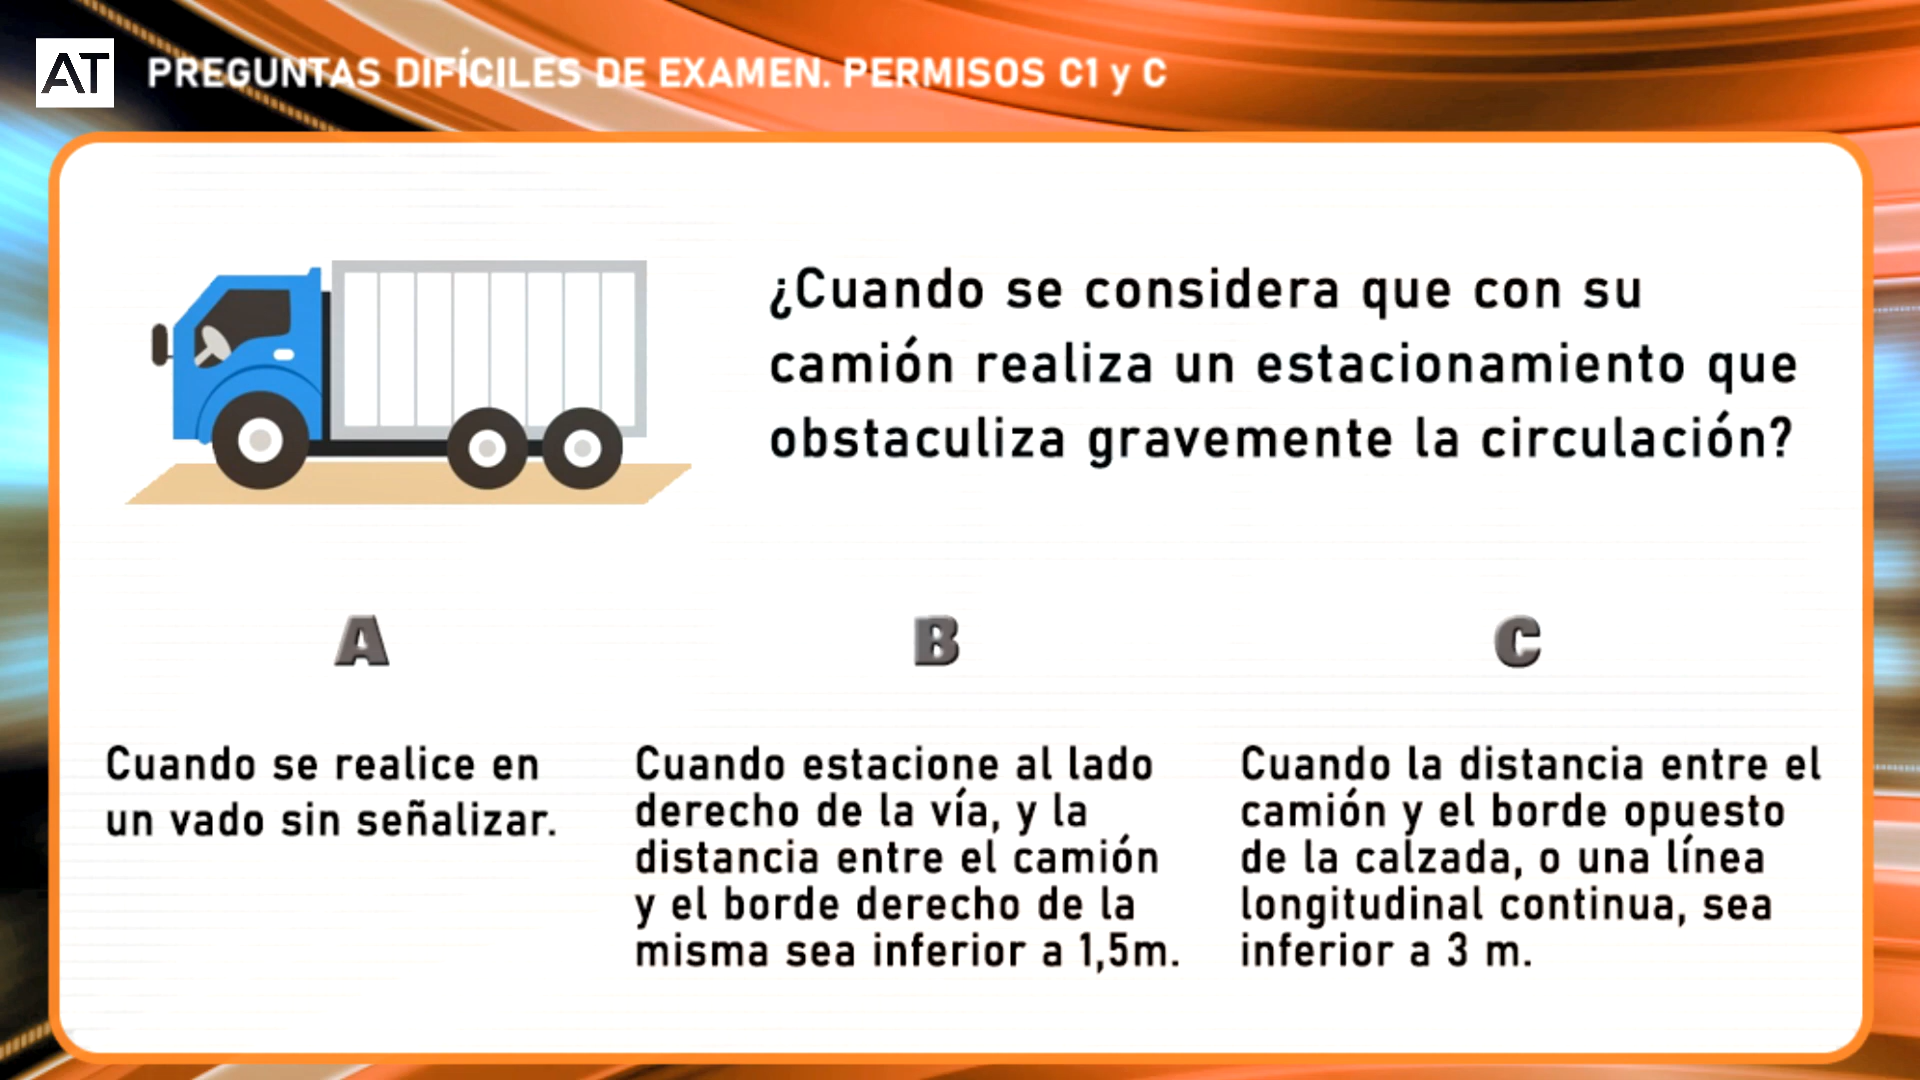 AT
PREGUNTAS DIFÍCILES DE EXAMEN. PERMISOS C1 y C
¿Cuando se considera que con su
camión realiza un estacionamiento que
obstaculiza gravemente la circulación?
A
Cuando se realice en
un vado sin señalizar.
B
Cuando estacione al lado
derecho de la vía, y la
distancia entre el camión
y el borde derecho de la
misma sea inferior a 1,5m.
C
Cuando la distancia entre el
camión y el borde opuesto
de la calzada, o una línea
longitudinal continua, sea
inferior a 3 m.